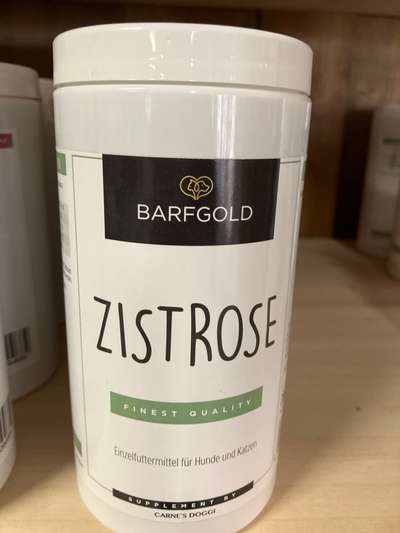 BARFGOLD
ZISTROSE
FINEST QUALITY
Einzelfuttermittel für Hunde und Katzen
SUPPLEMENT BY
CARNE'S DOGGI